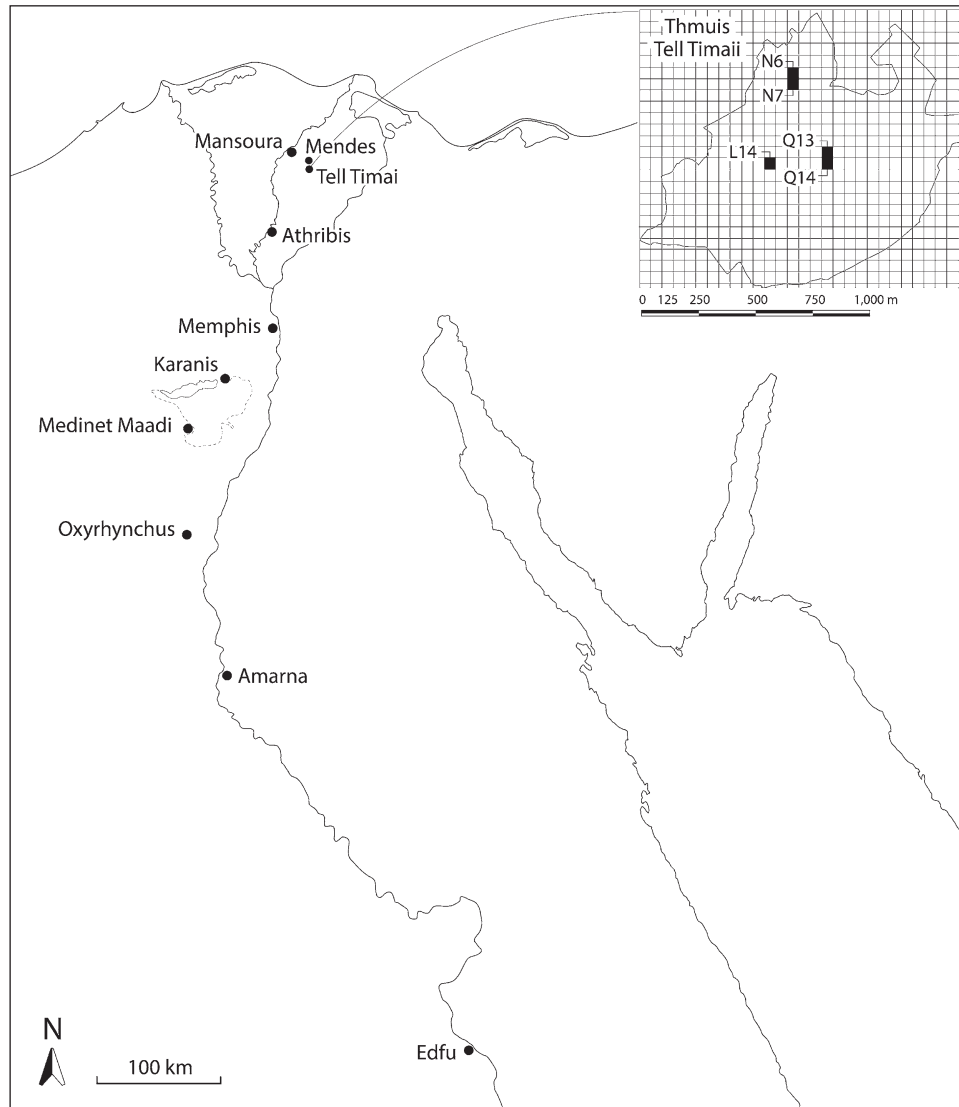 Thmuis
Tell Timaii
N6
N7
L14
Q13
Q14
0 125 250 500 750 1,000 m
Mansoura
Mendes
Tell Timai
Athribis
Memphis
Karanis
Medinet Maadi
Oxyrhynchus
Amarna
Edfu
N
100 km